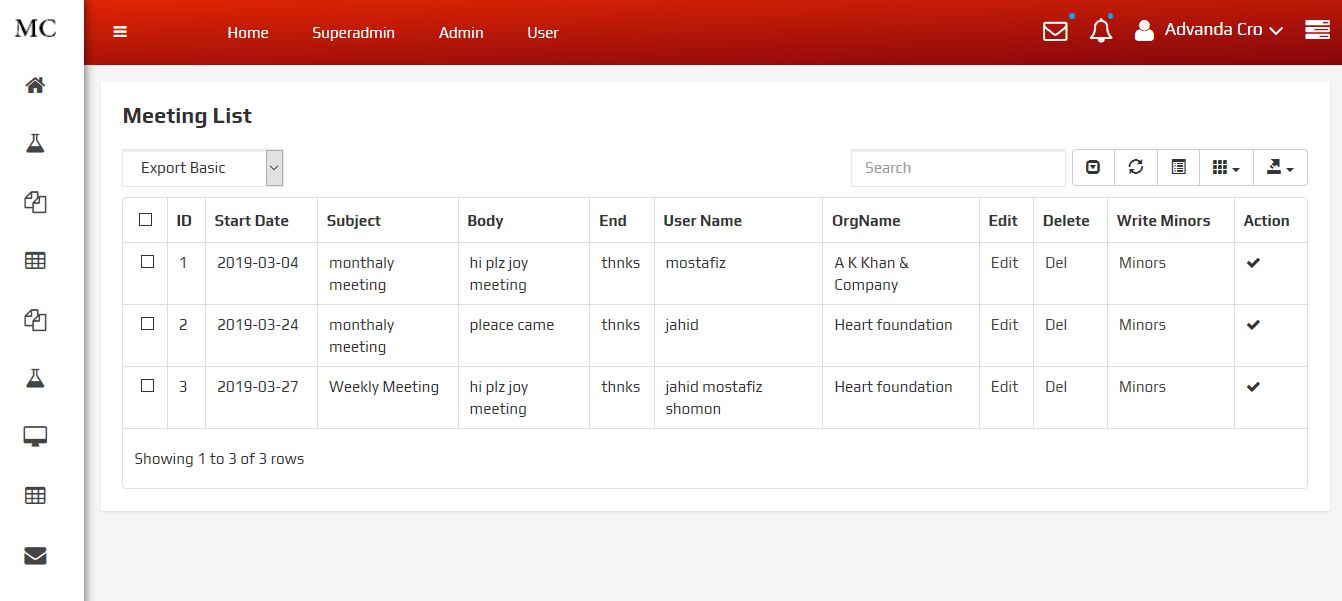 MC
Home Superadmin Admin User Advanda Cro
Meeting List
Export Basic Search
ID Start Date Subject Body End User Name OrgName Edit Delete Write Minors Action
1 2019-03-04 monthaly hi plz joy thnks mostafiz A K Khan & Edit Del Minors
meeting meeting Company
2 2019-03-24 monthaly pleace came thnks jahid Heart foundation Edit Del Minors
meeting
3 2019-03-27 Weekly Meeting hi plz joy thnks jahid mostafiz Heart foundation Edit Del Minors
meeting shomon
Showing 1 to 3 of 3 rows